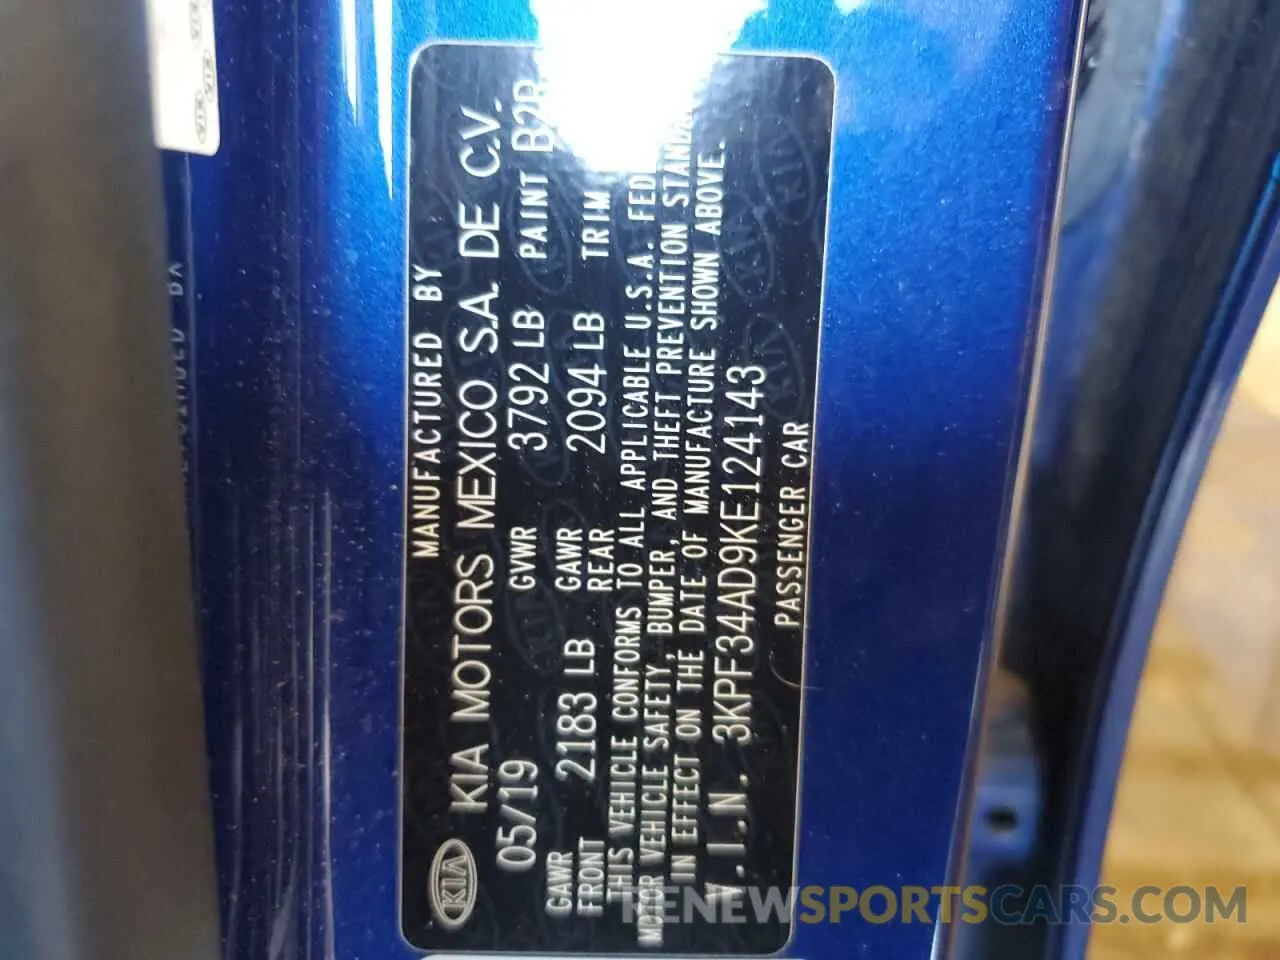 MANUFACTURED BY
KIA KIA MOTORS MEXICO S.A. DE C.V.
05/19 GVWR 3792 LB PAINT
GAWR FRONT 2183 LB GAWR REAR 2094 LB TRIM
THIS VEHICLE CONFORMS TO ALL APPLICABLE U.S.A. FED
MOTOR VEHICLE SAFETY, BUMPER, AND THEFT PREVENTION
IN EFFECT ON THE DATE OF MANUFACTURE SHOWN ABOVE.
V.I.N. 3KPF34AD9KE124143
PASSENGER CAR
TENEWSPORTSCARS.COM